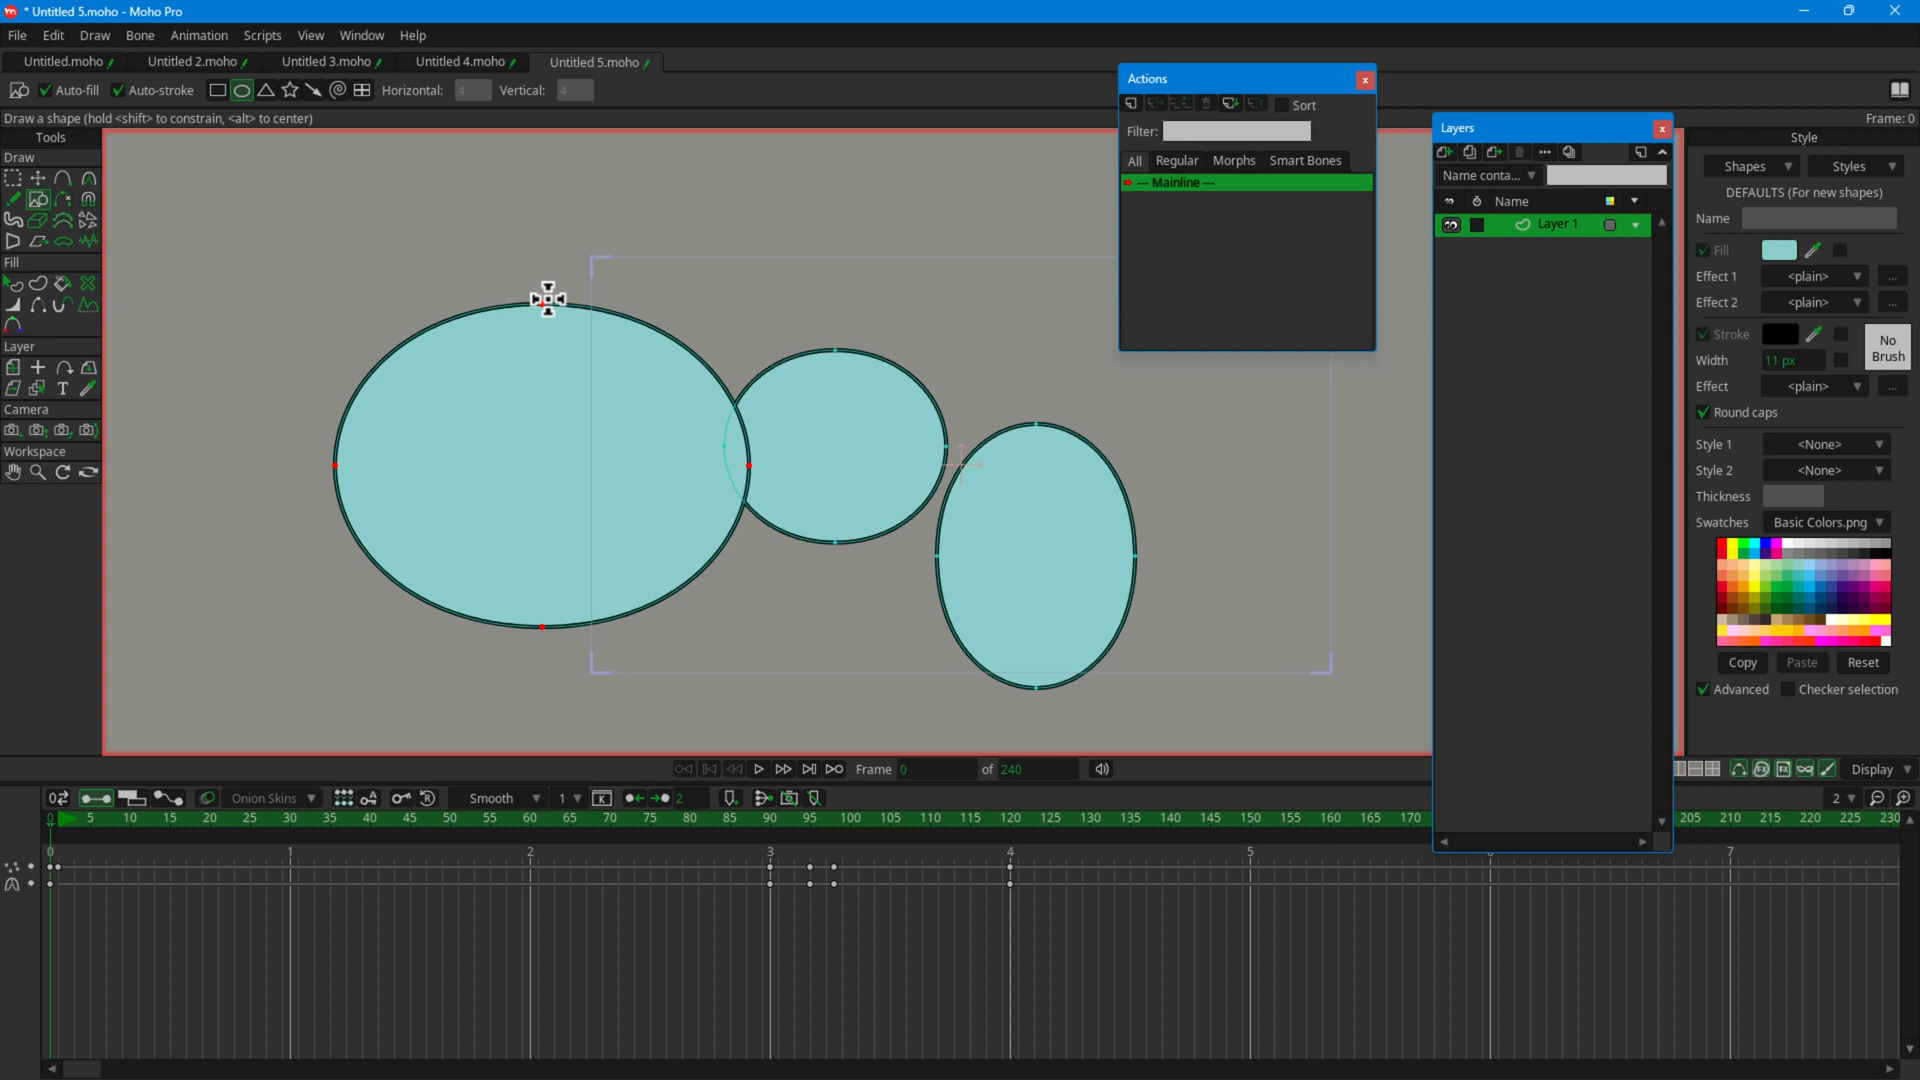 * Untitled 5.moho - Moho Pro
File Edit Draw Bone Animation Scripts View Window Help
Untitled.moho Untitled 2.moho Untitled 3.moho Untitled 4.moho Untitled 5.moho
Auto-fill Auto-stroke Horizontal: 4 Vertical: 4
Draw a shape (hold <shift> to constrain, <alt> to center) Frame: 0
Tools
Draw
Fill
Layer
Camera
Workspace
Actions
Sort
Filter:
All Regular Morphs Smart Bones
--- Mainline ---
Layers
Name conta...
Name
Layer 1
Style
Shapes Styles
DEFAULTS (For new shapes)
Name
Fill
Effect 1 <plain> ...
Effect 2 <plain> ...
Stroke
No Brush
Width 11 px
Effect <plain> ...
Round caps
Style 1 <None>
Style 2 <None>
Thickness
Swatches Basic Colors.png
Copy Paste Reset
Advanced Checker selection
Frame 0 of 240 Display
Onion Skins Smooth 1 2 2
0 5 10 15 20 25 30 35 40 45 50 55 60 65 70 75 80 85 90 95 100 105 110 115 120 125 130 135 140 145 150 155 160 165 170 205 210 215 220 225 230
0 1 2 3 4 5 7